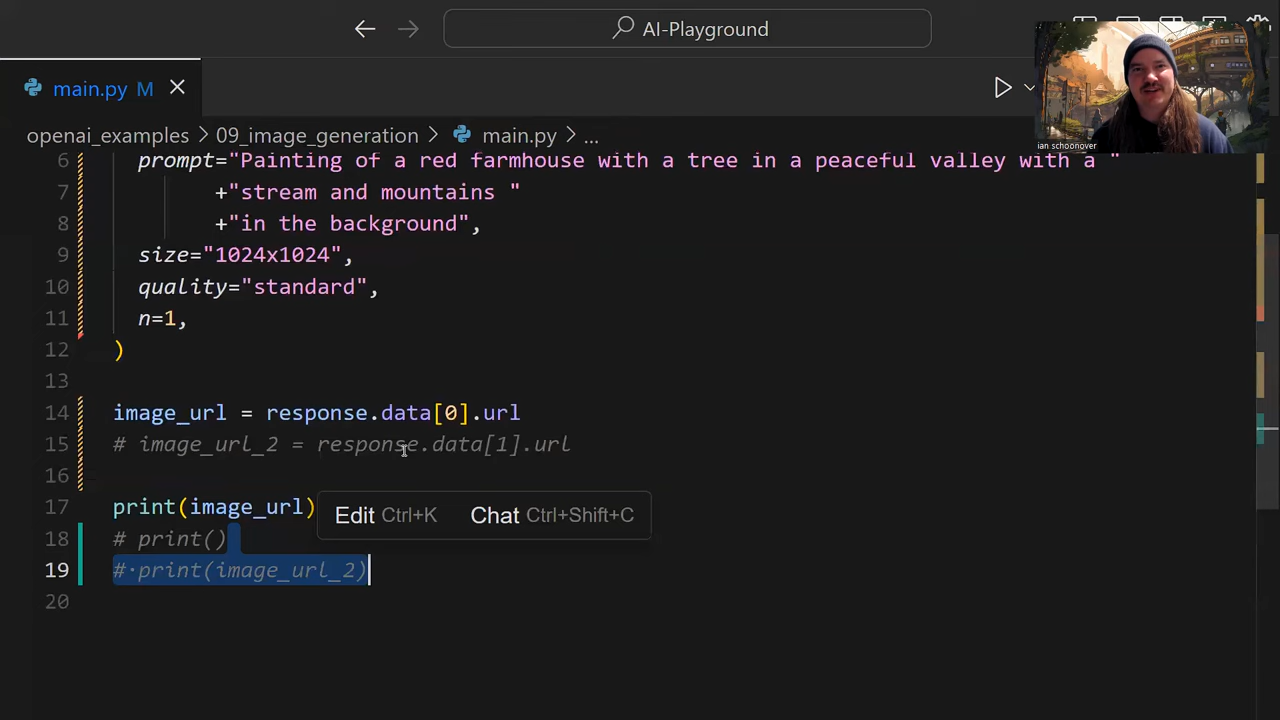 AI-Playground
main.py M
openai_examples > 09_image_generation > main.py > ...
6 prompt="Painting of a red farmhouse with a tree in a peaceful valley with a "
7 +"stream and mountains "
8 +"in the background",
9 size="1024x1024",
10 quality="standard",
11 n=1,
12 )
13
14 image_url = response.data[0].url
15 # image_url_2 = response.data[1].url
16
17 print(image_url)
Edit Ctrl+K Chat Ctrl+Shift+C
18 # print()
19 #·print(image_url_2)
20
ian schoonover